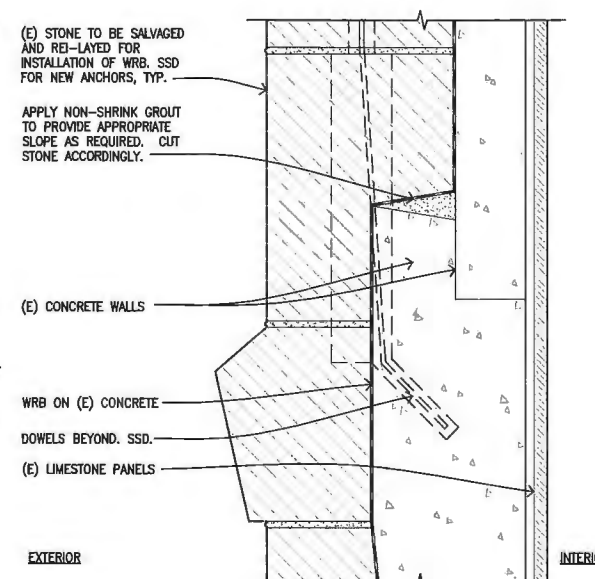 (E) STONE TO BE SALVAGED
AND REI-LAYED FOR
INSTALLATION OF WRB. SSD
FOR NEW ANCHORS, TYP.
APPLY NON-SHRINK GROUT
TO PROVIDE APPROPRIATE
SLOPE AS REQUIRED. CUT
STONE ACCORDINGLY.
(E) CONCRETE WALLS
WRB ON (E) CONCRETE
DOWELS BEYOND. SSD.
(E) LIMESTONE PANELS
EXTERIOR
INTERI